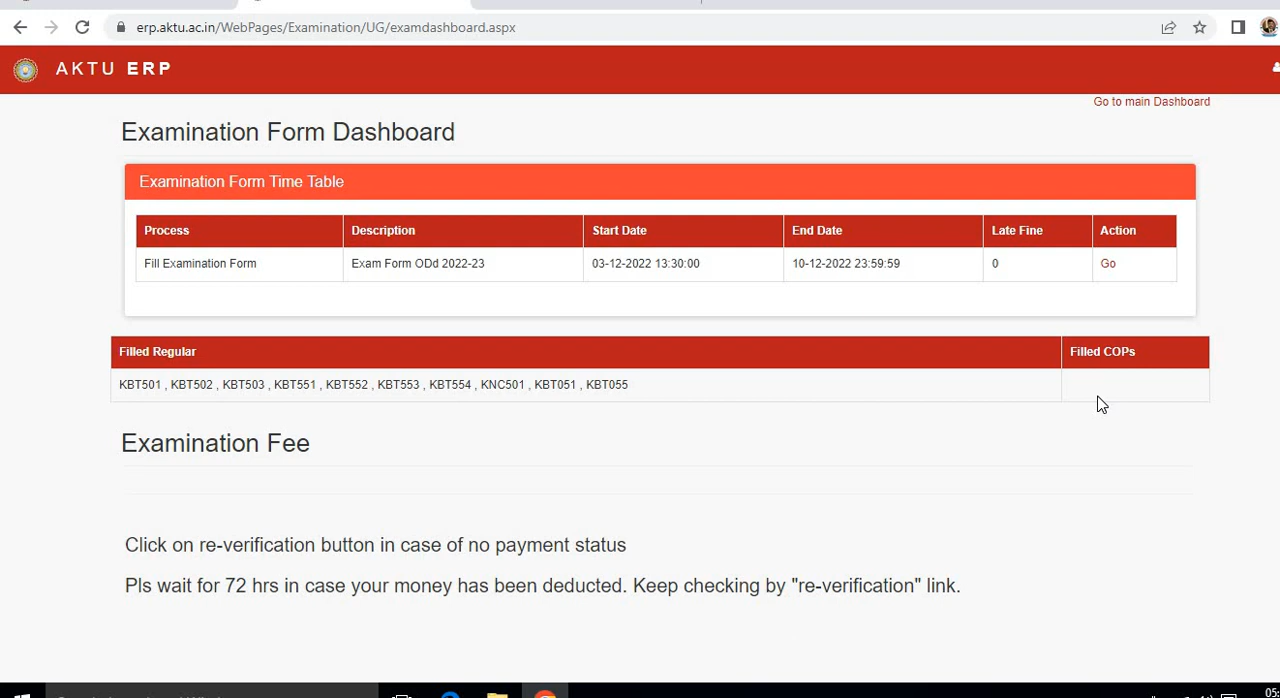 erp.aktu.ac.in/WebPages/Examination/UG/examdashboard.aspx
AKTU ERP
Go to main Dashboard
Examination Form Dashboard
Examination Form Time Table
Process Description Start Date End Date Late Fine Action
Fill Examination Form Exam Form ODd 2022-23 03-12-2022 13:30:00 10-12-2022 23:59:59 0 Go
Filled Regular Filled COPs
KBT501 , KBT502 , KBT503 , KBT551 , KBT552 , KBT553 , KBT554 , KNC501 , KBT051 , KBT055
Examination Fee
Click on re-verification button in case of no payment status
Pls wait for 72 hrs in case your money has been deducted. Keep checking by "re-verification" link.